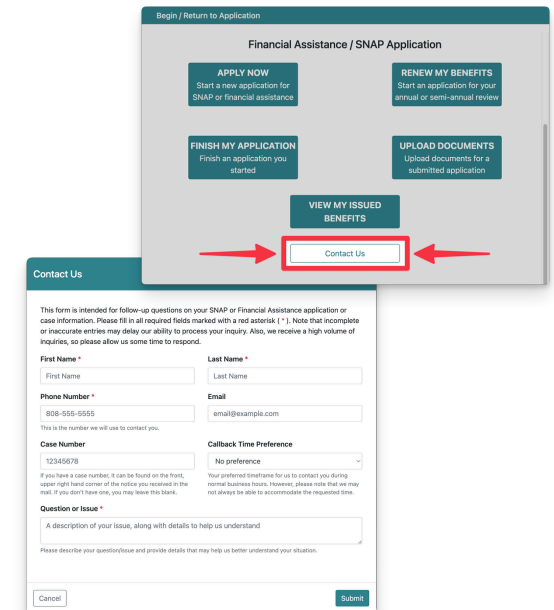 Begin / Return to Application
Financial Assistance / SNAP Application
APPLY NOW
Start a new application for
SNAP or financial assistance
RENEW MY BENEFITS
Start an application for your
annual or semi-annual review
FINISH MY APPLICATION
Finish an application you
started
UPLOAD DOCUMENTS
Upload documents for a
submitted application
VIEW MY ISSUED
BENEFITS
Contact Us
Contact Us
This form is intended for follow-up questions on your SNAP or Financial Assistance application or
case information. Please fill in all required fields marked with a red asterisk ( * ). Note that incomplete
or inaccurate entries may delay our ability to process your inquiry. Also, we receive a high volume of
inquiries, so please allow us some time to respond.
First Name *
First Name
Last Name *
Last Name
Phone Number *
808-555-5555
This is the number we will use to contact you.
Email
email@example.com
Case Number
12345678
If you have a case number, it can be found on the front,
upper right hand corner of the notice you received in the
mail. If you don't have one, you may leave this blank.
Callback Time Preference
No preference
Your preferred timeframe for us to contact you during
normal business hours. However, please note that we may
not always be able to accommodate the requested time.
Question or Issue *
A description of your issue, along with details to help us understand
Please describe your question/issue and provide details that may help us better understand your situation.
Cancel
Submit